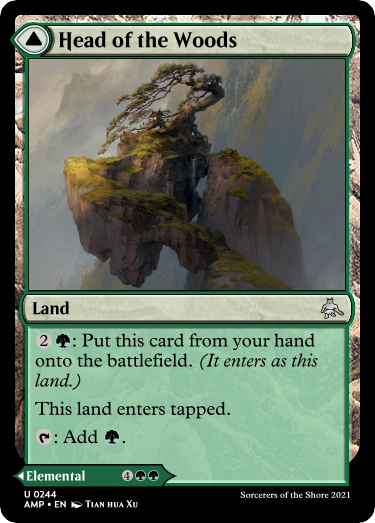 Head of the Woods
Land
2 : Put this card from your hand
onto the battlefield. (It enters as this
land.)
This land enters tapped.
: Add .
Elemental 4
U 0244
AMP • EN Tian hua Xu
Sorcerers of the Shore 2021